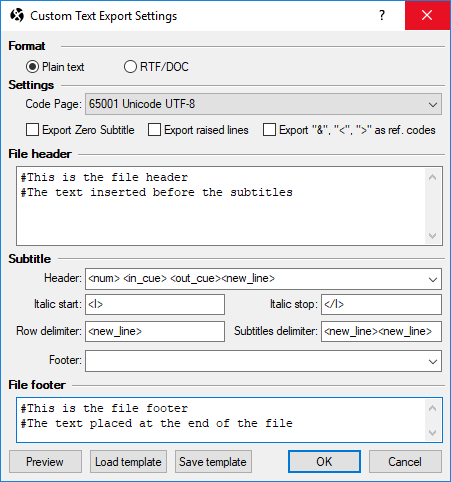 Custom Text Export Settings ?
Format
Plain text RTF/DOC
Settings
Code Page: 65001 Unicode UTF-8
Export Zero Subtitle Export raised lines Export "&", "<", ">" as ref. codes
File header
#This is the file header
#The text inserted before the subtitles
Subtitle
Header: <num> <in_cue> <out_cue><new_line>
Italic start: <I> Italic stop: </I>
Row delimiter: <new_line> Subtitles delimiter: <new_line><new_line>
Footer:
File footer
#This is the file footer
#The text placed at the end of the file
Preview Load template Save template OK Cancel